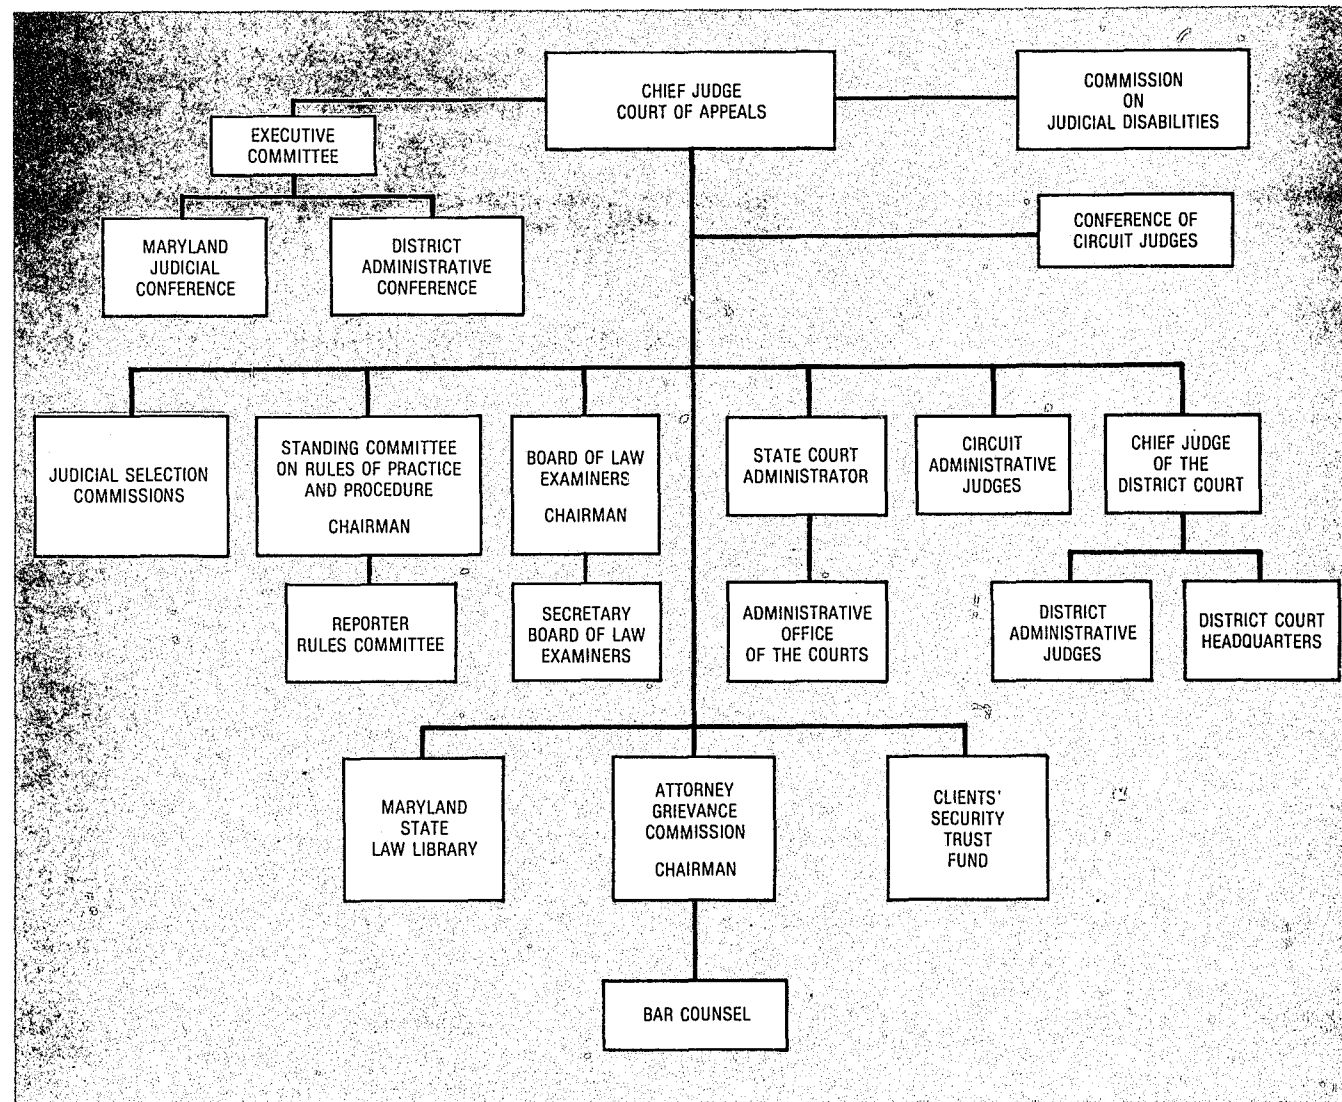 CHIEF JUDGE
COURT OF APPEALS
COMMISSION
ON
JUDICIAL DISABILITIES
EXECUTIVE
COMMITTEE
CONFERENCE OF
CIRCUIT JUDGES
MARYLAND
JUDICIAL
CONFERENCE
DISTRICT
ADMINISTRATIVE
CONFERENCE
JUDICIAL SELECTION
COMMISSIONS
STANDING COMMITTEE
ON RULES OF PRACTICE
AND PROCEDURE
CHAIRMAN
BOARD OF LAW
EXAMINERS
CHAIRMAN
STATE COURT
ADMINISTRATOR
CIRCUIT
ADMINISTRATIVE
JUDGES
CHIEF JUDGE
OF THE
DISTRICT COURT
REPORTER
RULES COMMITTEE
SECRETARY
BOARD OF LAW
EXAMINERS
ADMINISTRATIVE
OFFICE
OF THE COURTS
DISTRICT
ADMINISTRATIVE
JUDGES
DISTRICT COURT
HEADQUARTERS
MARYLAND
STATE
LAW LIBRARY
ATTORNEY
GRIEVANCE
COMMISSION
CHAIRMAN
CLIENTS'
SECURITY
TRUST
FUND
BAR COUNSEL